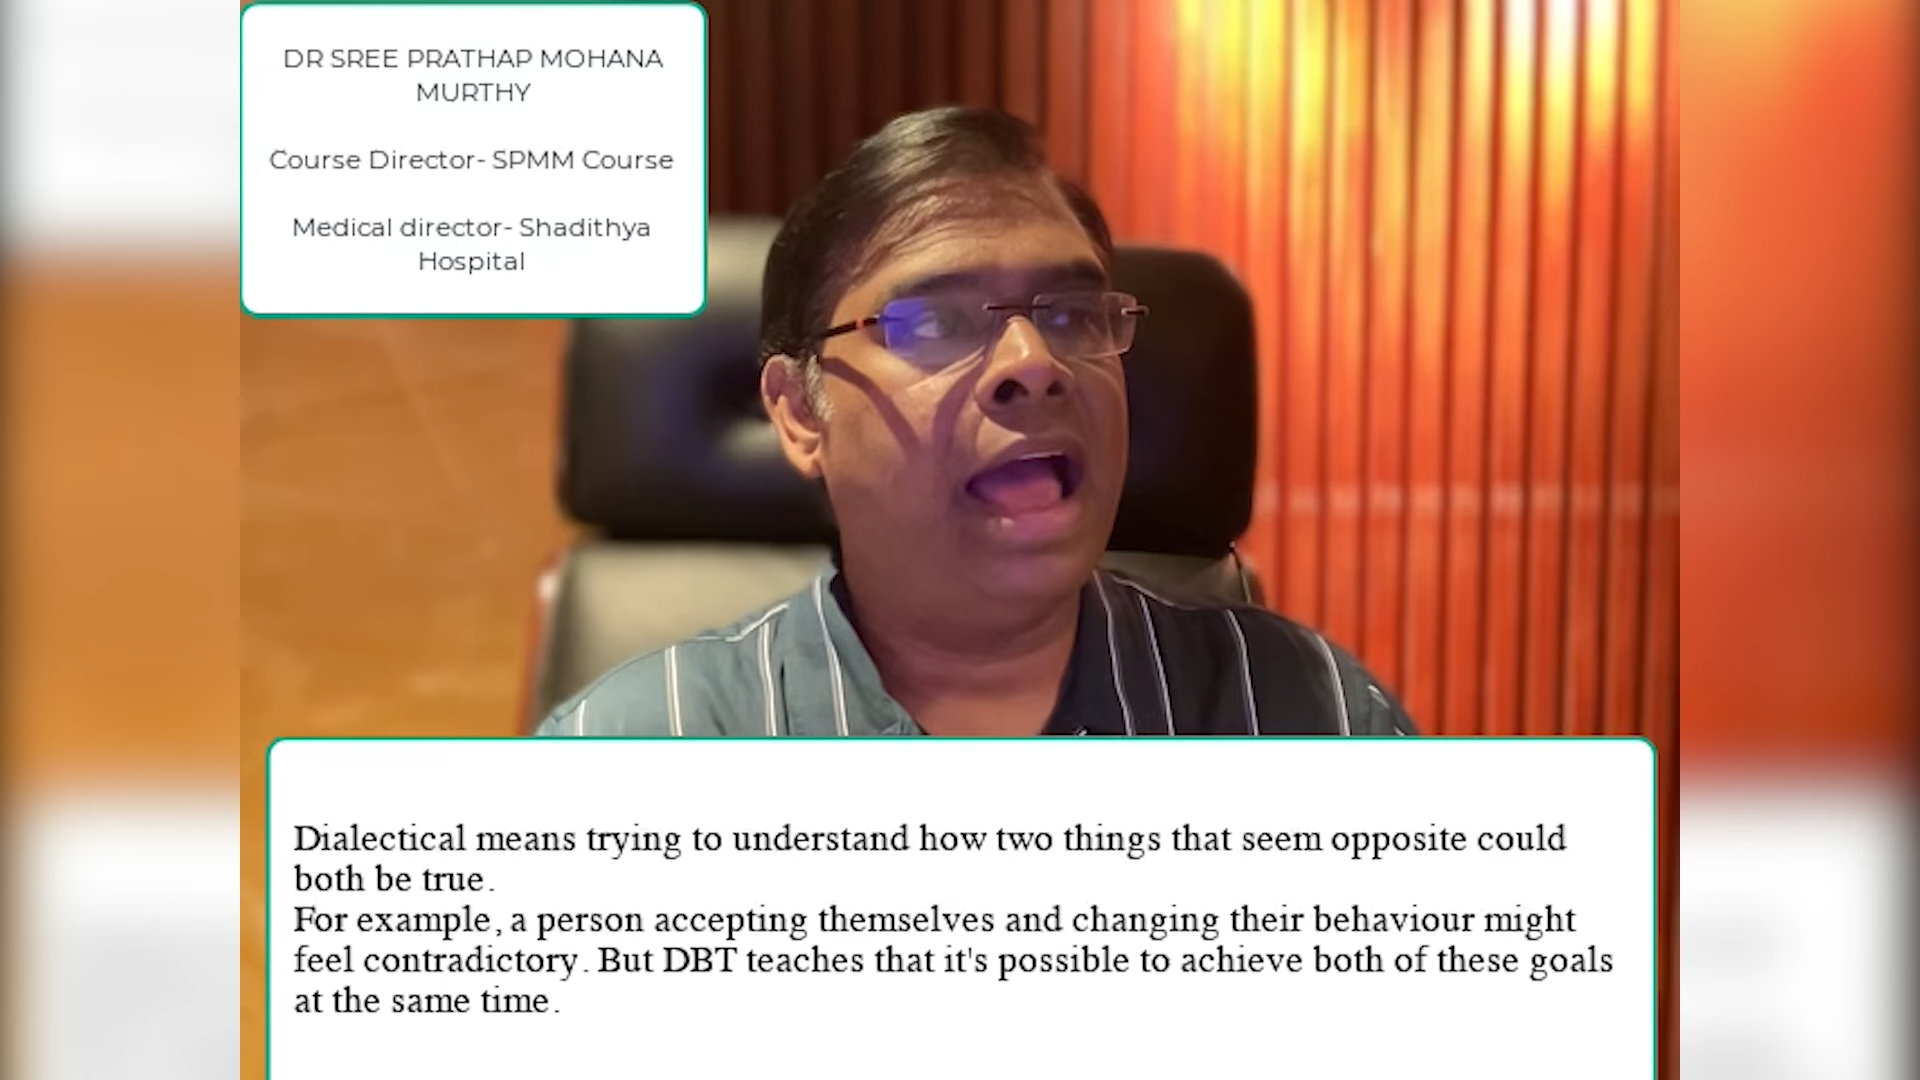 DR SREE PRATHAP MOHANA
MURTHY
Course Director- SPMM Course
Medical director- Shadithya
Hospital
Dialectical means trying to understand how two things that seem opposite could
both be true.
For example, a person accepting themselves and changing their behaviour might
feel contradictory. But DBT teaches that it's possible to achieve both of these goals
at the same time.